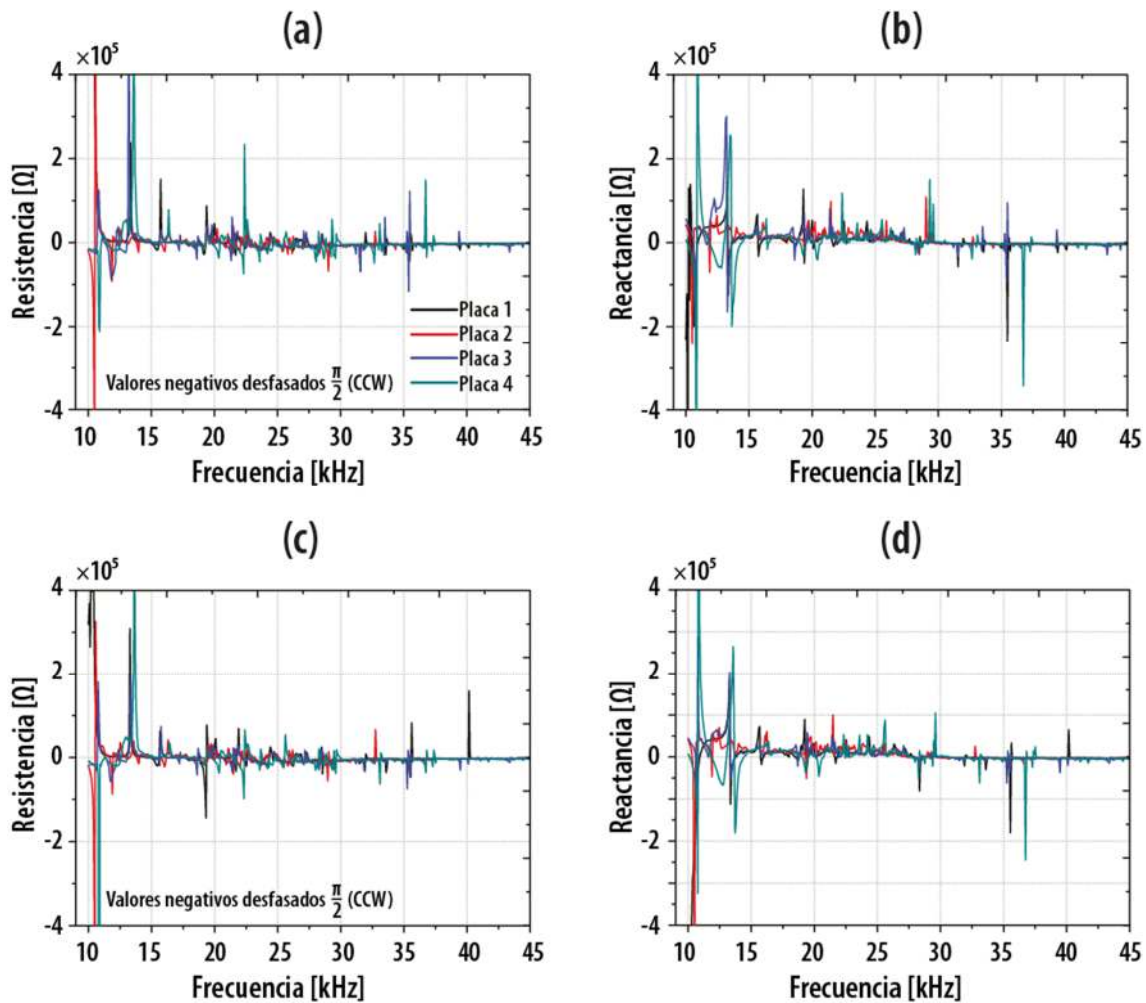 (a)
×10⁵
4
2
0
-2
-4
Resistencia [Ω]
Placa 1
Placa 2
Placa 3
Placa 4
Valores negativos desfasados π/2 (CCW)
10 15 20 25 30 35 40 45
Frecuencia [kHz]
(b)
×10⁵
4
2
0
-2
-4
Reactancia [Ω]
10 15 20 25 30 35 40 45
Frecuencia [kHz]
(c)
×10⁵
4
2
0
-2
-4
Resistencia [Ω]
Valores negativos desfasados π/2 (CCW)
10 15 20 25 30 35 40 45
Frecuencia [kHz]
(d)
×10⁵
4
2
0
-2
-4
Reactancia [Ω]
10 15 20 25 30 35 40 45
Frecuencia [kHz]